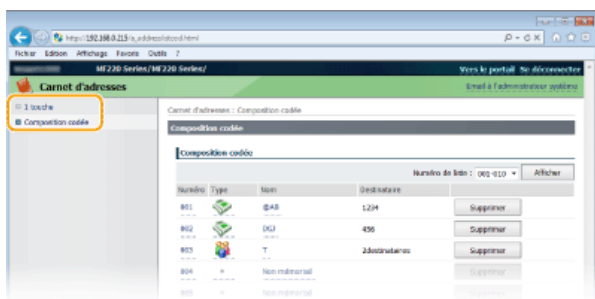 http://192.168.0.215/a_addresslistcod.html
Fichier Edition Affichage Favoris Outils ?
MF220 Series/MF220 Series/
Vers le portail Se déconnecter
Carnet d'adresses
Email à l'administrateur système
1 touche
Composition codée
Carnet d'adresses : Composition codée
Composition codée
Composition codée
Numéro de liste : 001-010 Afficher
Numéro Type Nom Destinataire
001 @AB 1234 Supprimer
002 DGJ 456 Supprimer
003 T 2destinataires Supprimer
004 - Non mémorisé Supprimer
005 - Non mémorisé Supprimer